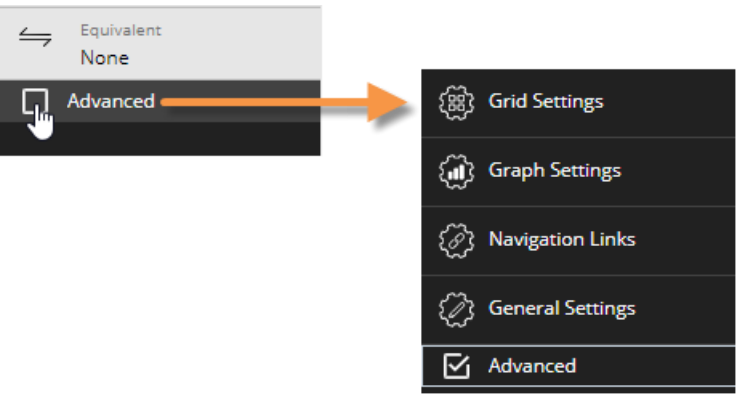 Equivalent
None
Advanced
Grid Settings
Graph Settings
Navigation Links
General Settings
Advanced